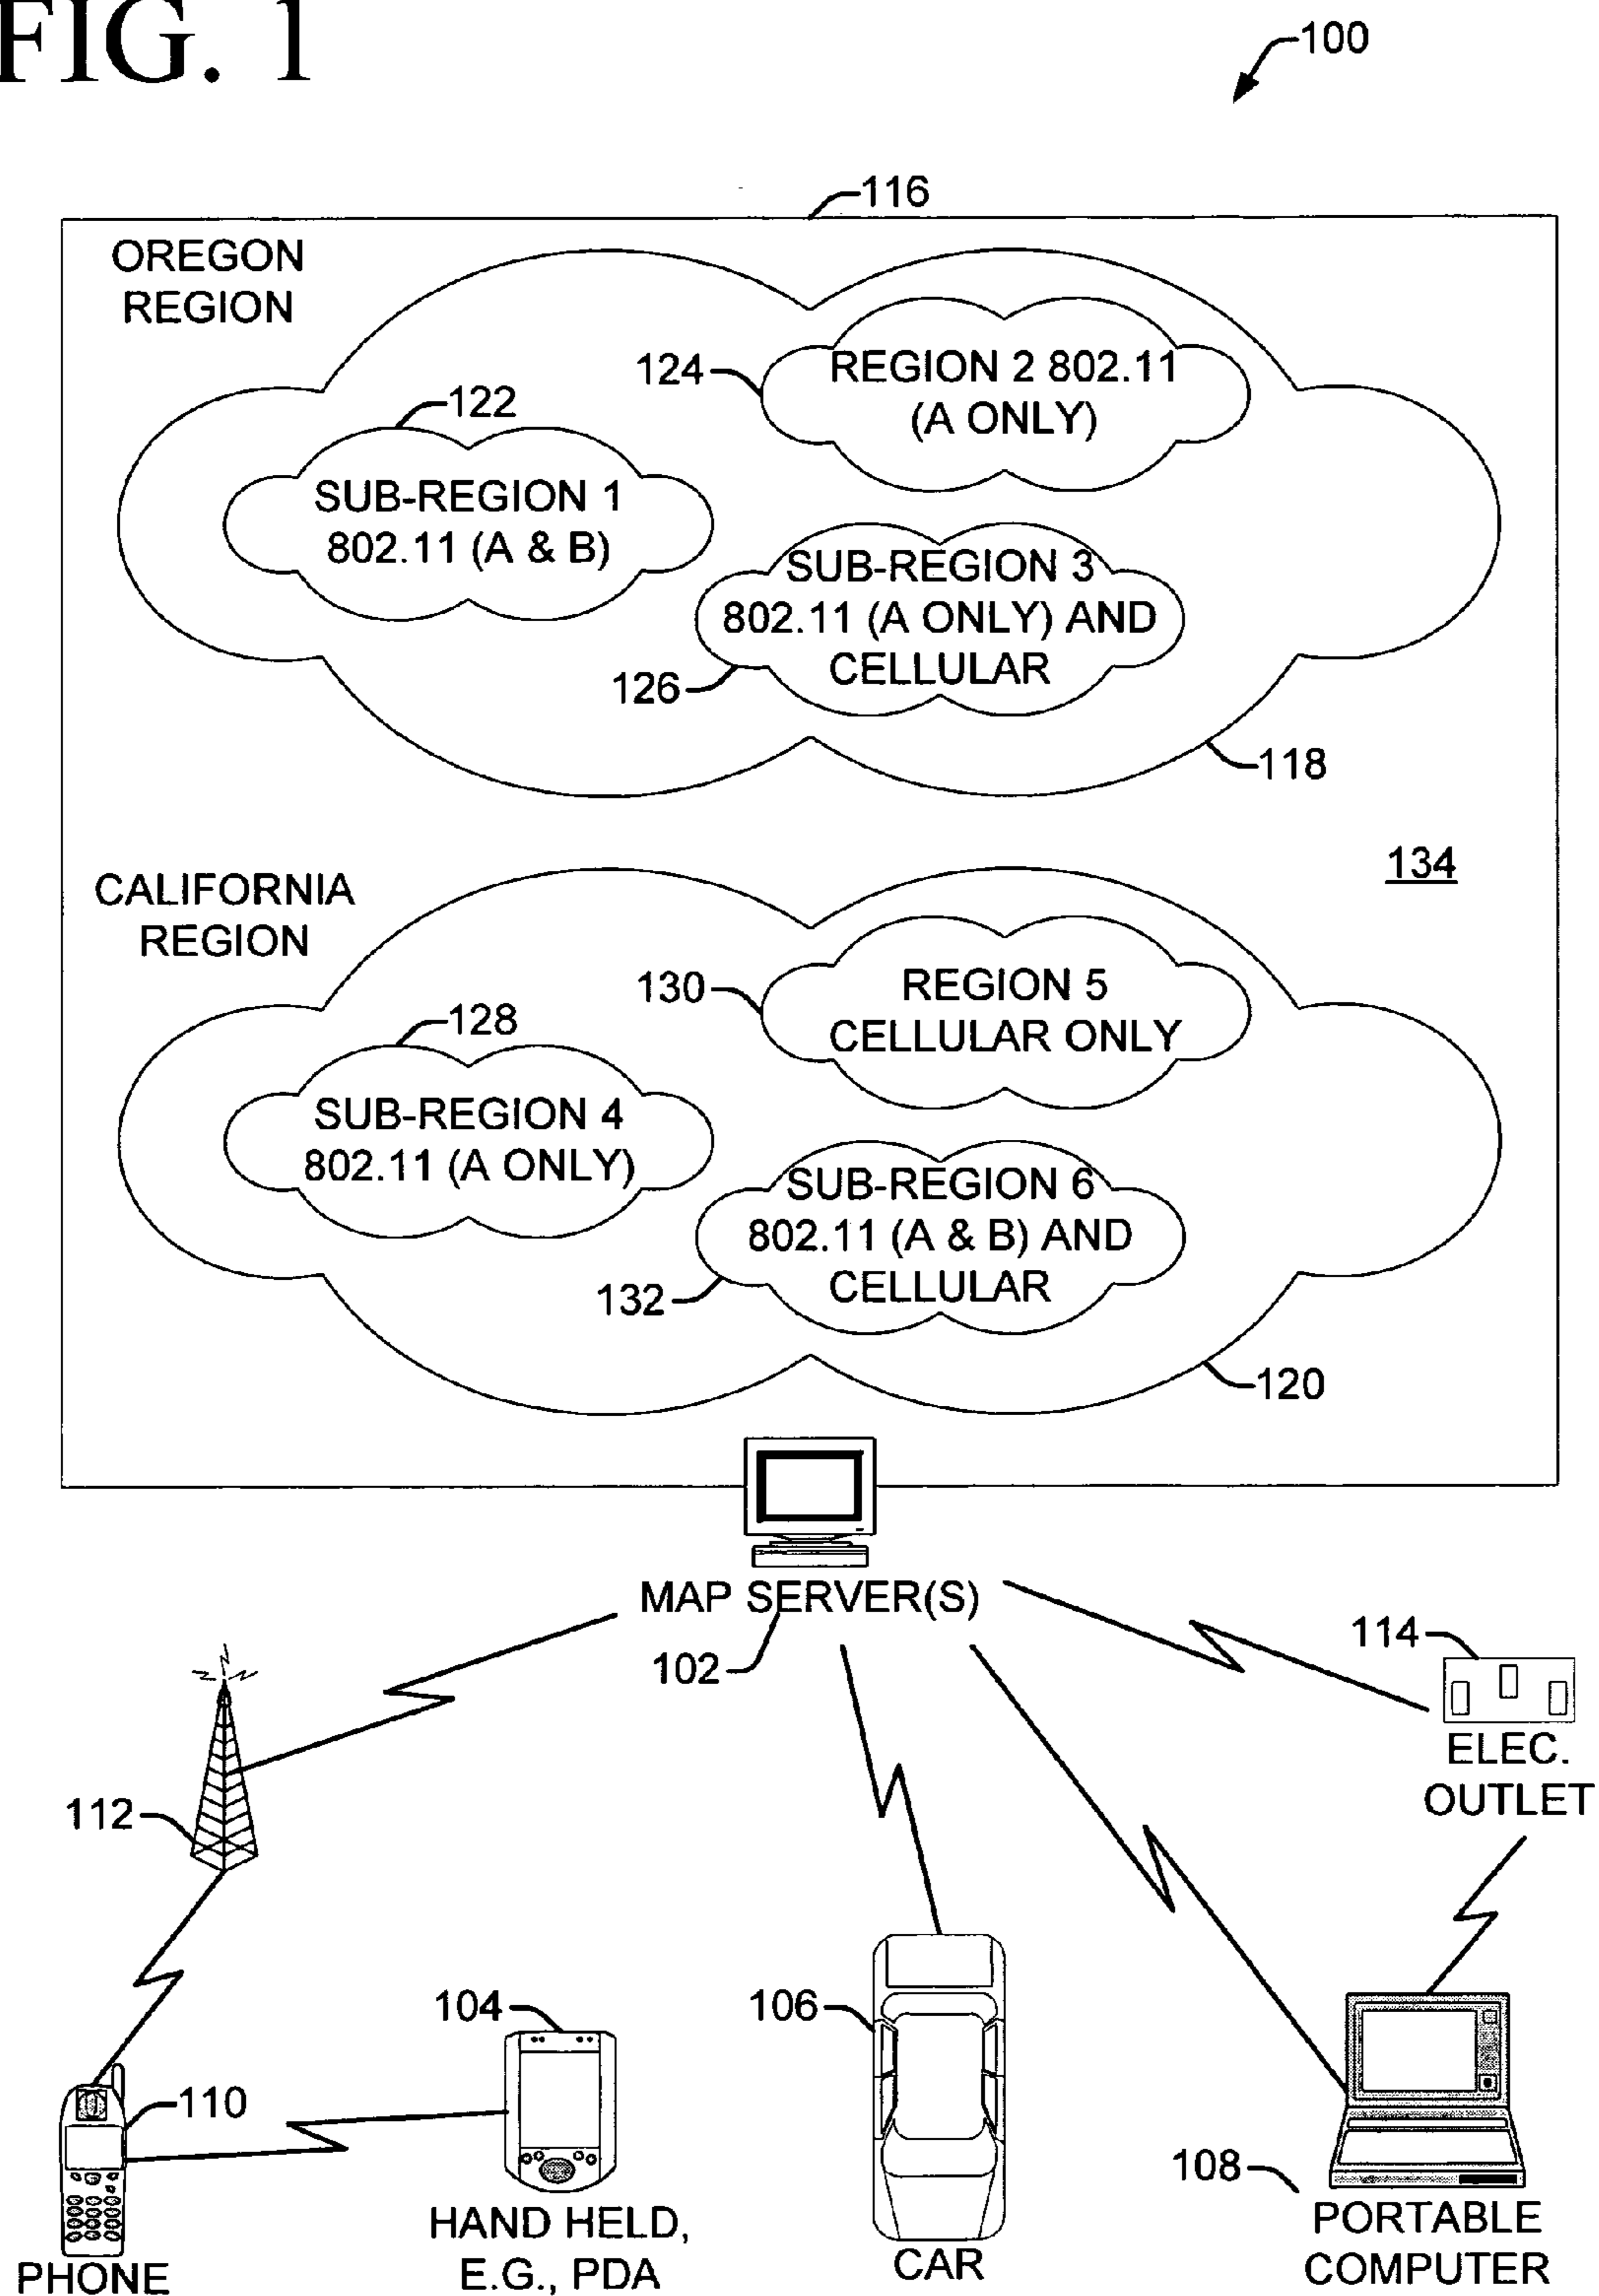 FIG. 1
100
116
OREGON
REGION
124
REGION 2 802.11
(A ONLY)
122
SUB-REGION 1
802.11 (A & B)
SUB-REGION 3
802.11 (A ONLY) AND
CELLULAR
126
118
134
CALIFORNIA
REGION
130
REGION 5
CELLULAR ONLY
128
SUB-REGION 4
802.11 (A ONLY)
SUB-REGION 6
802.11 (A & B) AND
CELLULAR
132
120
MAP SERVER(S)
102
114
ELEC.
OUTLET
112
104
106
110
108
PHONE
HAND HELD,
E.G., PDA
CAR
PORTABLE
COMPUTER